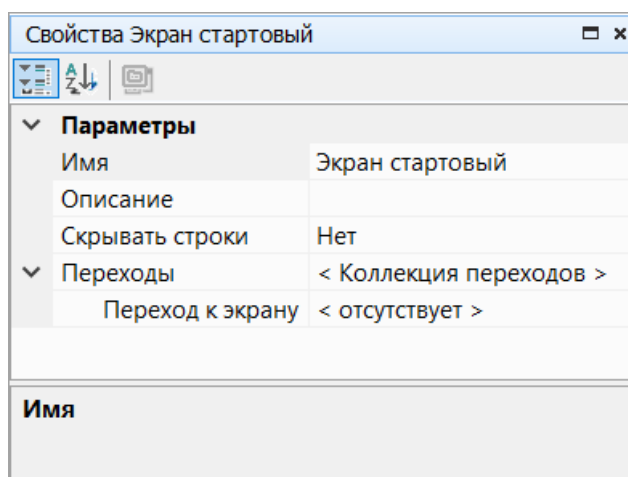 Свойства Экран стартовый
Параметры
Имя Экран стартовый
Описание
Скрывать строки Нет
Переходы < Коллекция переходов >
Переход к экрану < отсутствует >
Имя